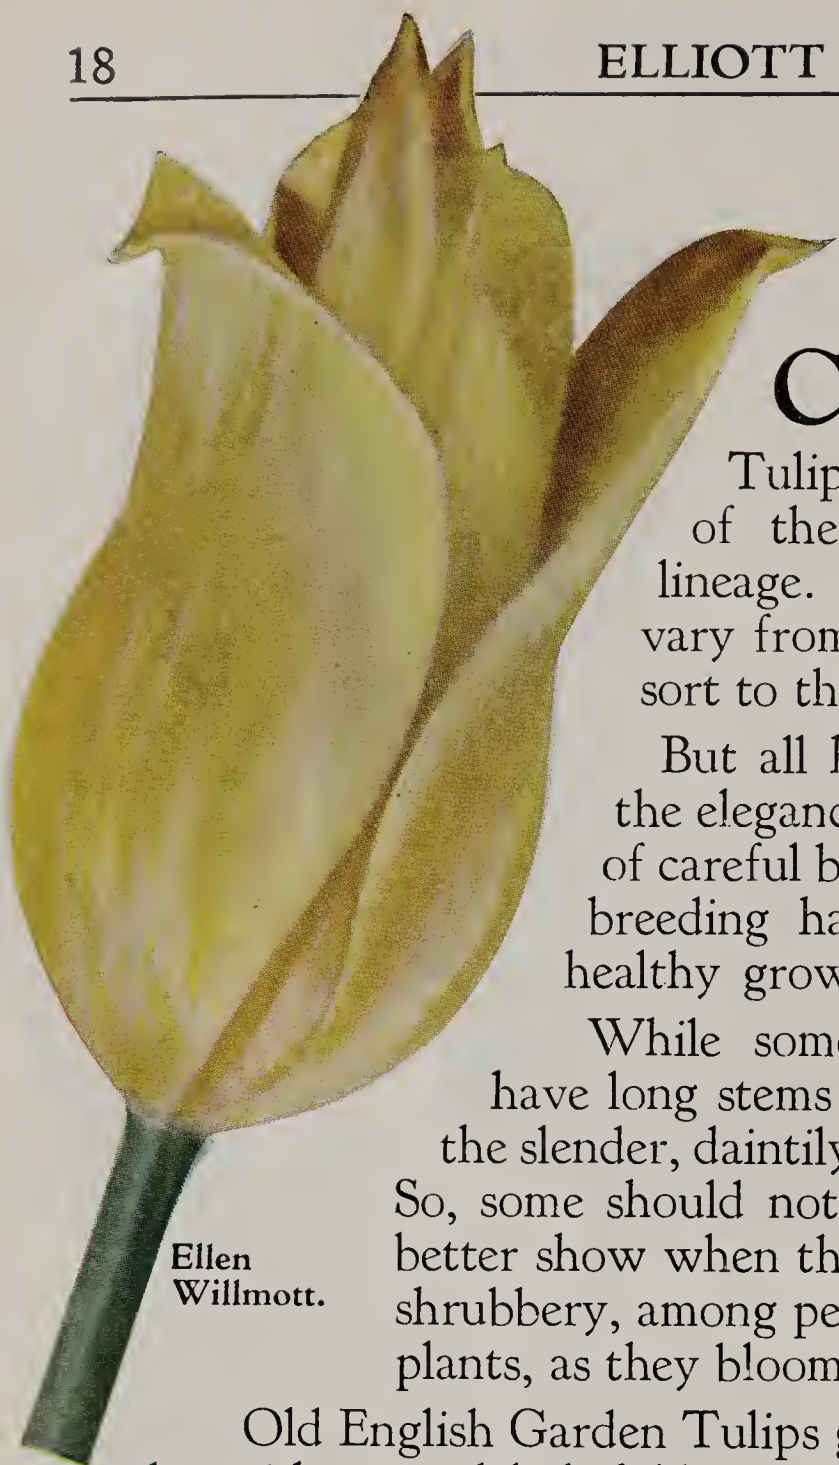 18 ELLIOTT
Tulip
of the
lineage.
vary from
sort to th
But all
the eleganc
of careful b
breeding ha
healthy grow
While some
have long stems
the slender, daintily
So, some should not
better show when th
shrubbery, among pe
plants, as they bloom
Ellen
Willmott.
Old English Garden Tulips